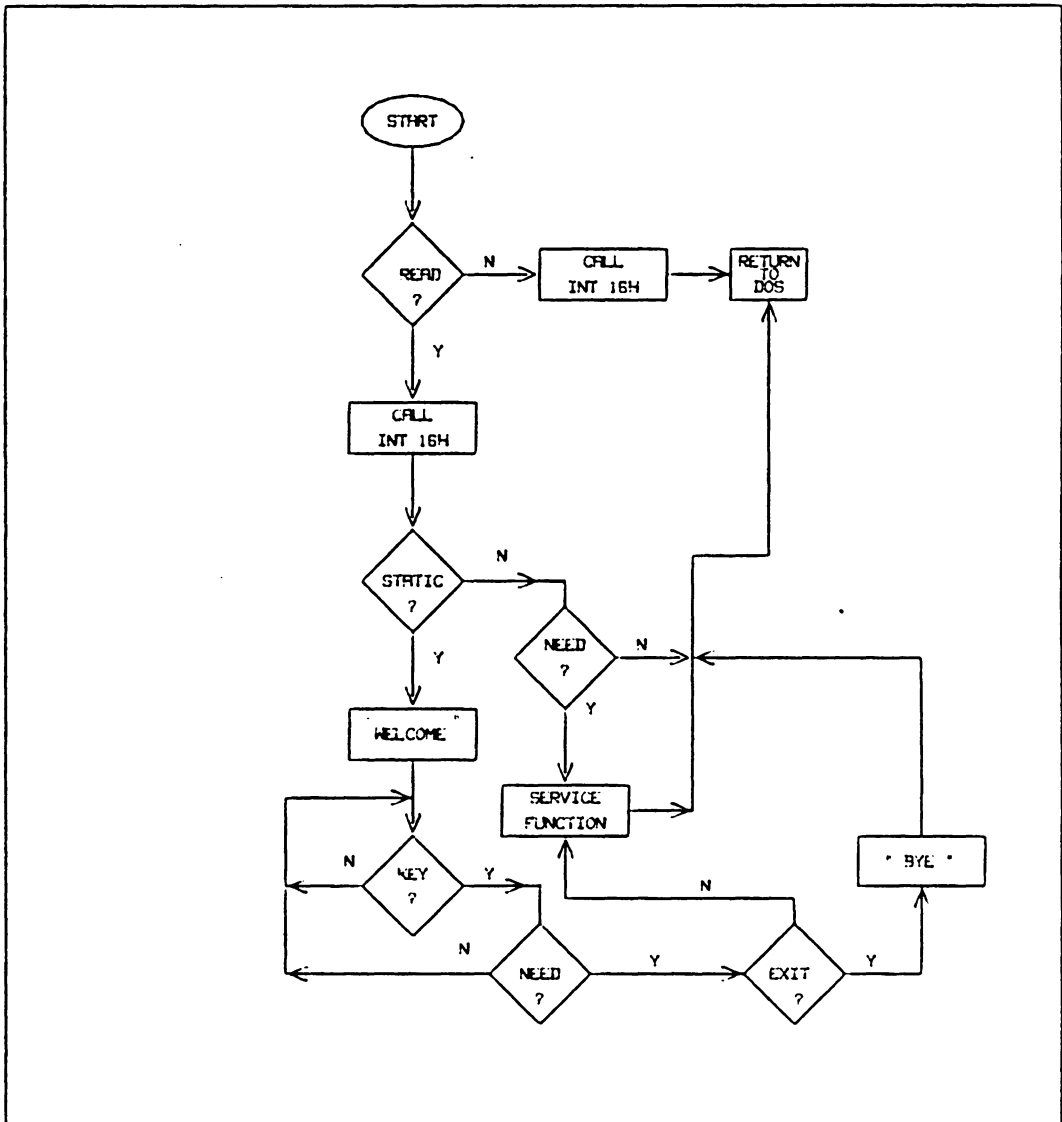 START
READ
?
N
CALL
INT 16H
RETURN
TO
DOS
Y
CALL
INT 16H
STATIC
?
N
Y
NEED
?
N
Y
"WELCOME"
SERVICE
FUNCTION
KEY
?
N
Y
N
" BYE "
N
NEED
?
Y
EXIT
?
Y